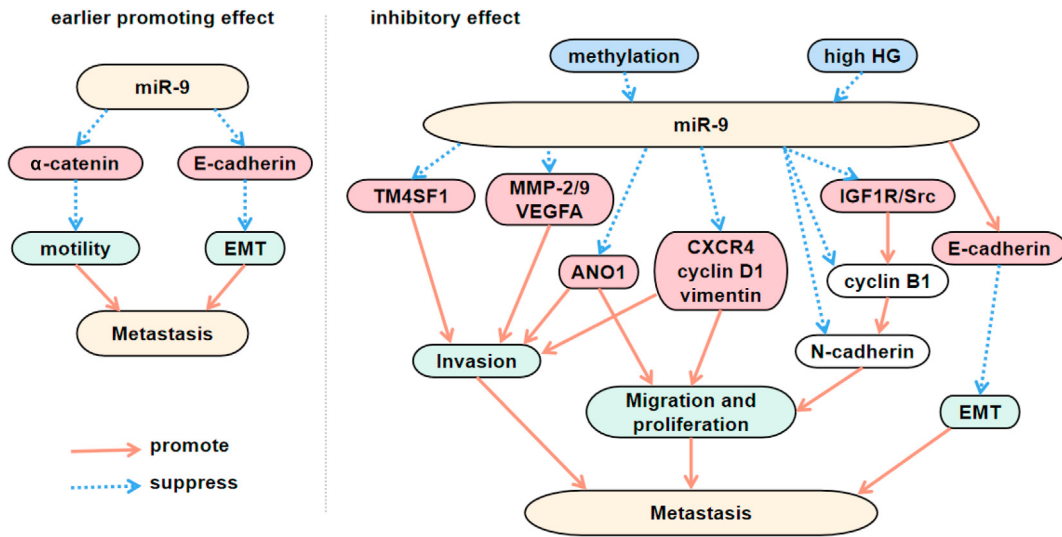 earlier promoting effect
miR-9
α-catenin
E-cadherin
motility
EMT
Metastasis
promote
suppress
inhibitory effect
methylation
high HG
miR-9
TM4SF1
MMP-2/9
VEGFA
IGF1R/Src
ANO1
CXCR4
cyclin D1
vimentin
E-cadherin
cyclin B1
Invasion
N-cadherin
Migration and
proliferation
EMT
Metastasis